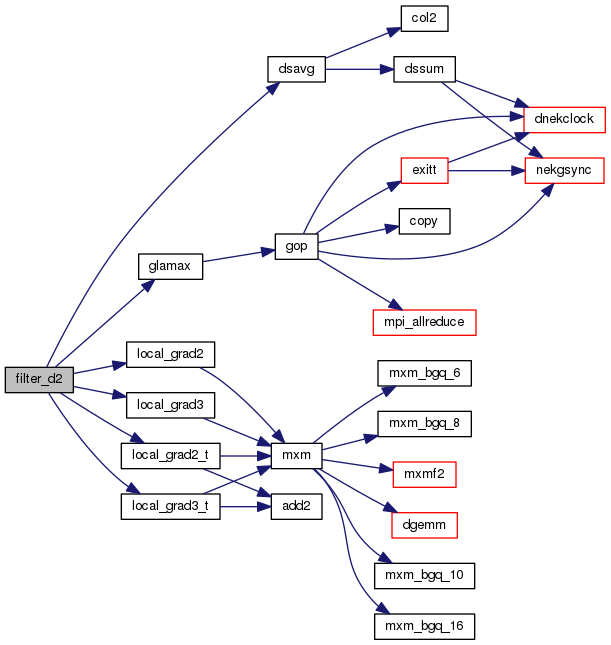 col2
dsavg
dssum
dnekclock
exitt
nekgsync
copy
gop
glamax
mpi_allreduce
local_grad2
filter_d2
mxm_bgq_6
local_grad3
mxm_bgq_8
local_grad2_t
mxm
mxmf2
local_grad3_t
add2
dgemm
mxm_bgq_10
mxm_bgq_16